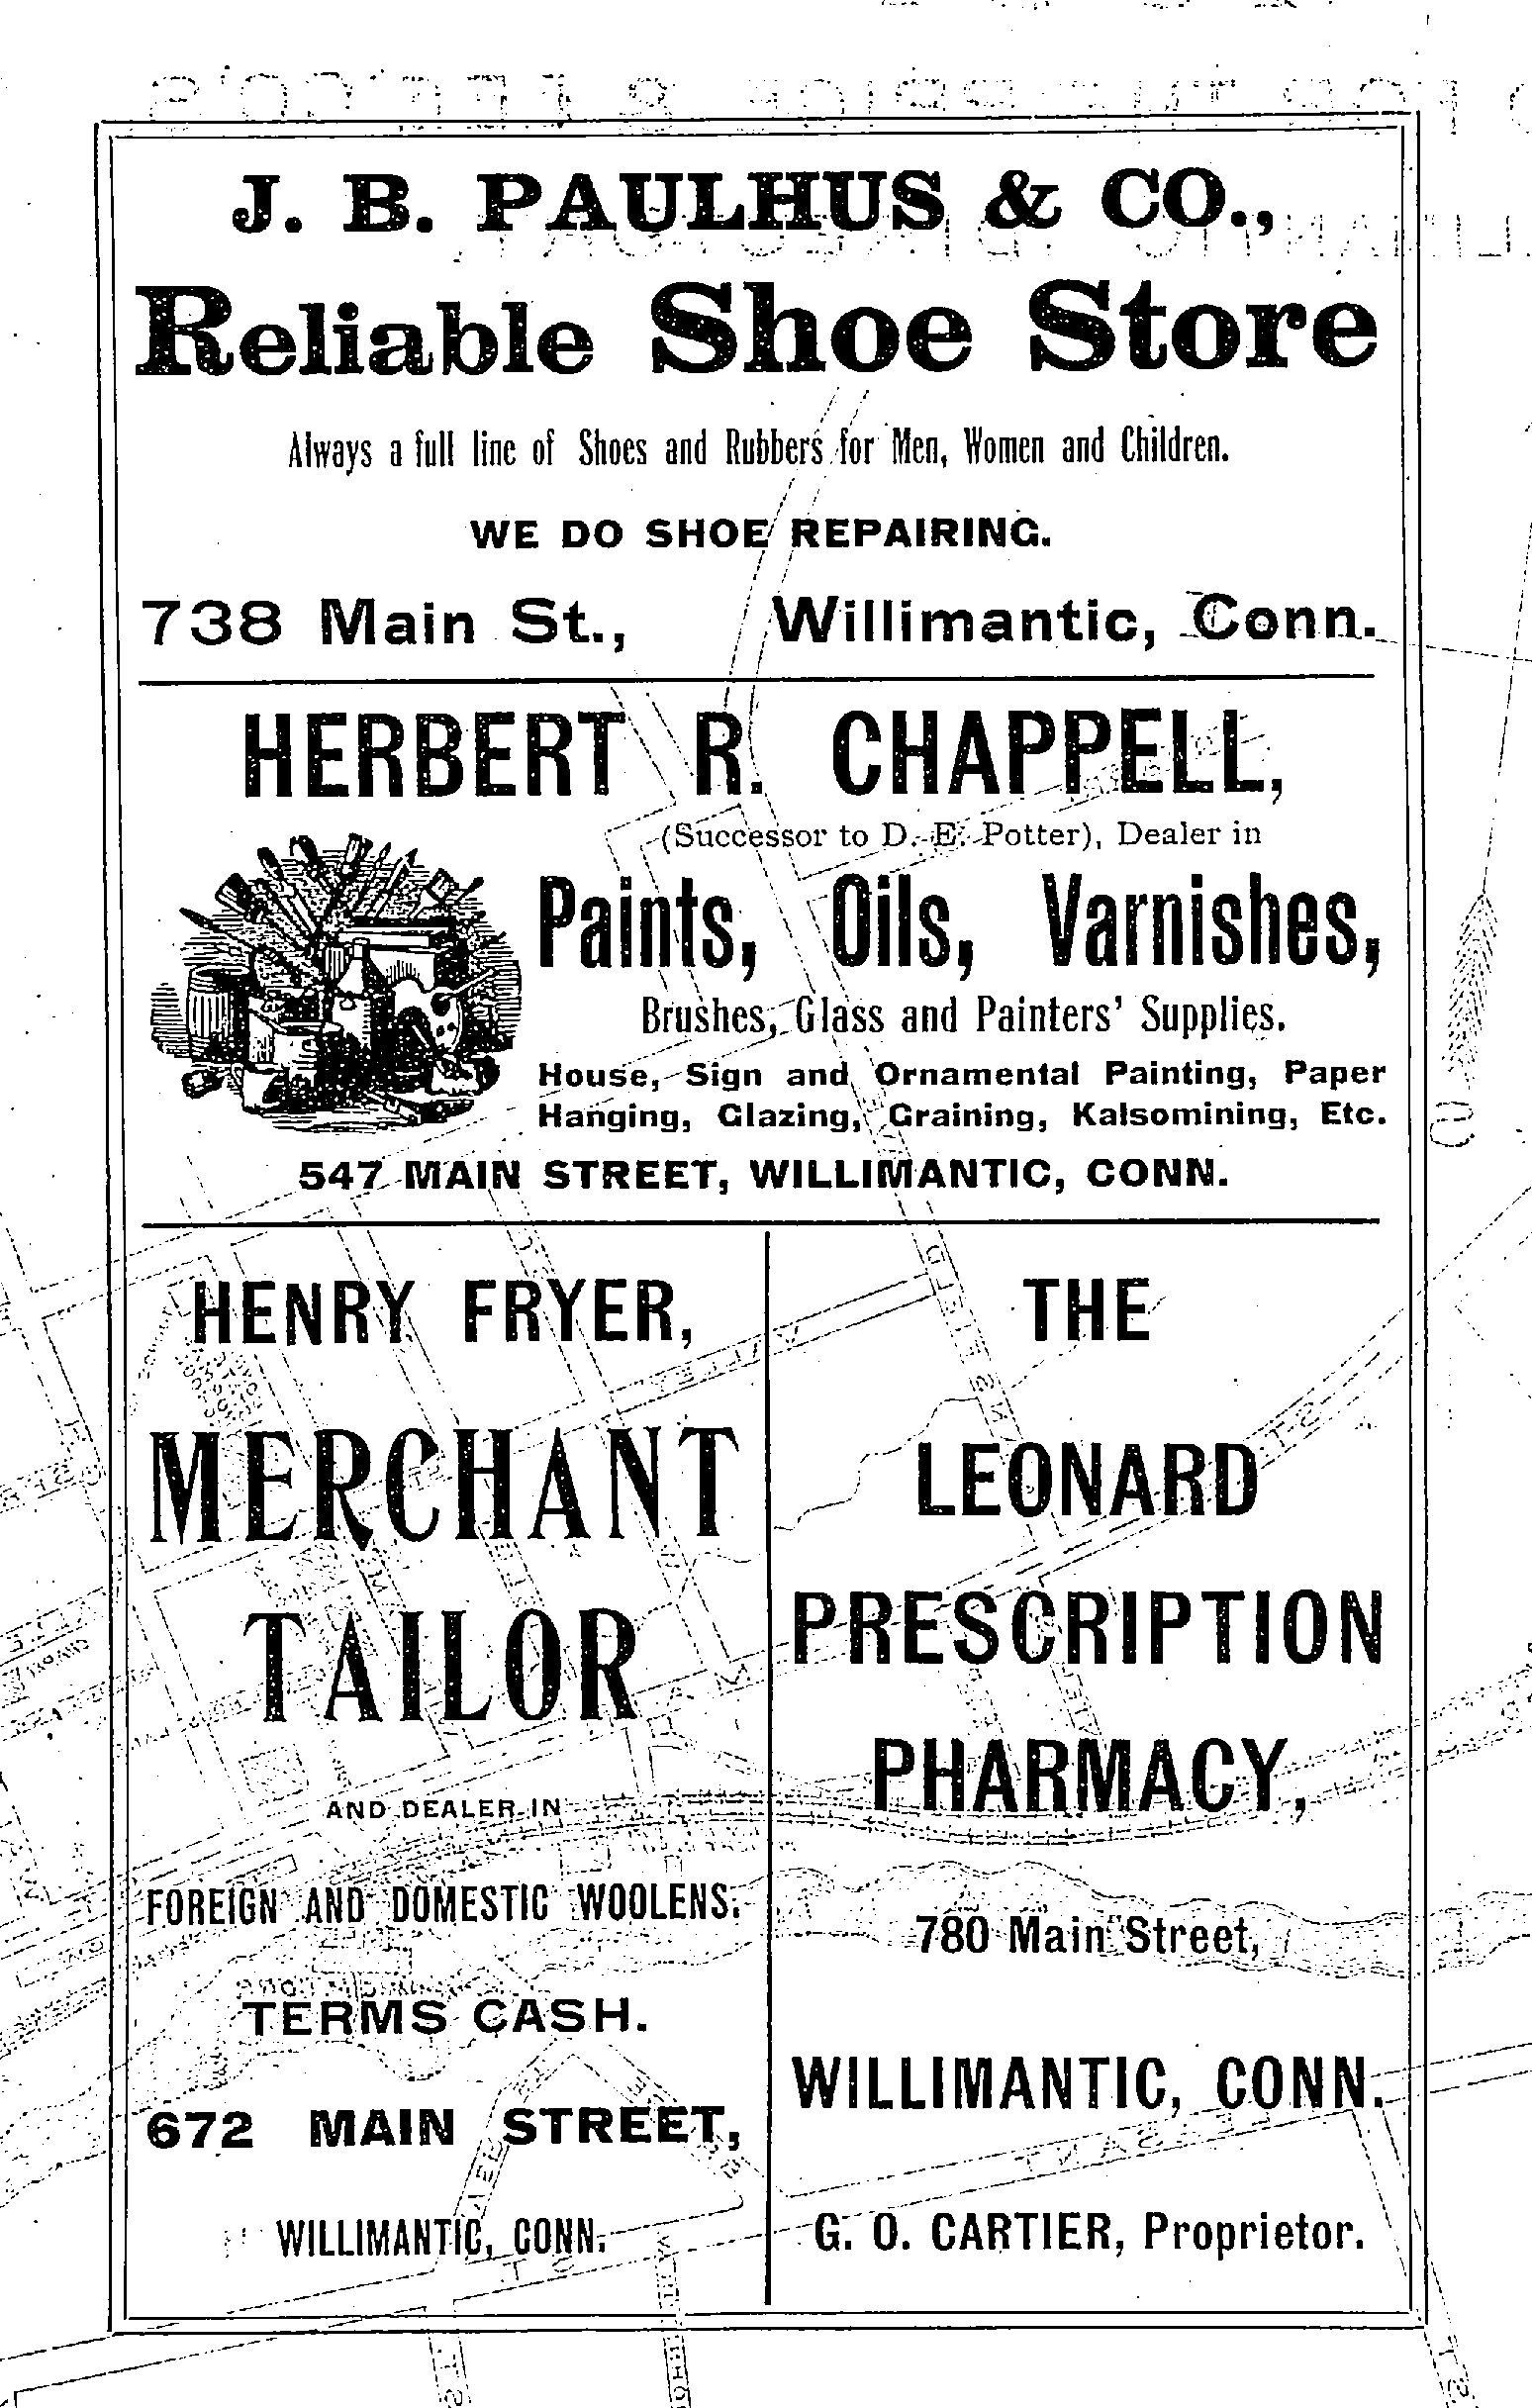 J. B. PAULHUS & CO.,
Reliable Shoe Store
Always a full line of Shoes and Rubbers for Men, Women and Children.
WE DO SHOE REPAIRING.
738 Main St., Willimantic, Conn.
HERBERT R. CHAPPELL,
(Successor to D. E. Potter), Dealer in
Paints, Oils, Varnishes,
Brushes, Glass and Painters' Supplies.
House, Sign and Ornamental Painting, Paper
Hanging, Glazing, Graining, Kalsomining, Etc.
547 MAIN STREET, WILLIMANTIC, CONN.
HENRY FRYER,
MERCHANT
TAILOR
AND DEALER IN
FOREIGN AND DOMESTIC WOOLENS.
TERMS CASH.
672 MAIN STREET,
WILLIMANTIC, CONN.
THE
LEONARD
PRESCRIPTION
PHARMACY,
780 Main Street,
WILLIMANTIC, CONN.
G. O. CARTIER, Proprietor.